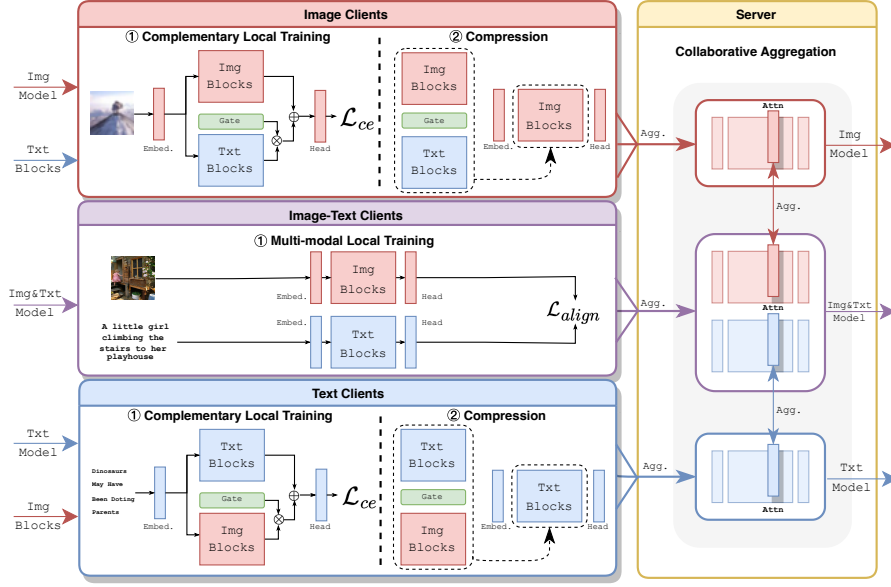 Image Clients
① Complementary Local Training
② Compression
Img
Model
Txt
Blocks
Embed.
Img
Blocks
Gate
Txt
Blocks
Head
ℒce
Img
Blocks
Gate
Txt
Blocks
Embed.
Img
Blocks
Head
Agg.
Image-Text Clients
① Multi-modal Local Training
Img&Txt
Model
A little girl
climbing the
stairs to her
playhouse
Embed.
Img
Blocks
Head
Embed.
Txt
Blocks
Head
ℒalign
Agg.
Text Clients
① Complementary Local Training
② Compression
Txt
Model
Img
Blocks
Dinosaurs
May Have
Been Doting
Parents
Embed.
Txt
Blocks
Gate
Img
Blocks
Head
ℒce
Txt
Blocks
Gate
Img
Blocks
Embed.
Txt
Blocks
Head
Agg.
Server
Collaborative Aggregation
Attn
Img
Model
Agg.
Attn
Img&Txt
Model
Agg.
Attn
Txt
Model